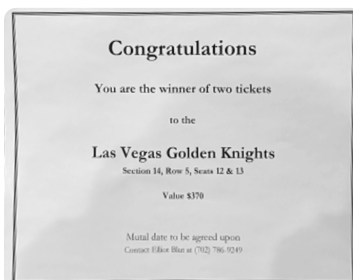 Congratulations
You are the winner of two tickets
to the
Las Vegas Golden Knights
Section 14, Row 5, Seats 12 & 13
Value $370
Mutal date to be agreed upon
Contact Elliot Blut at (702) 786-9249